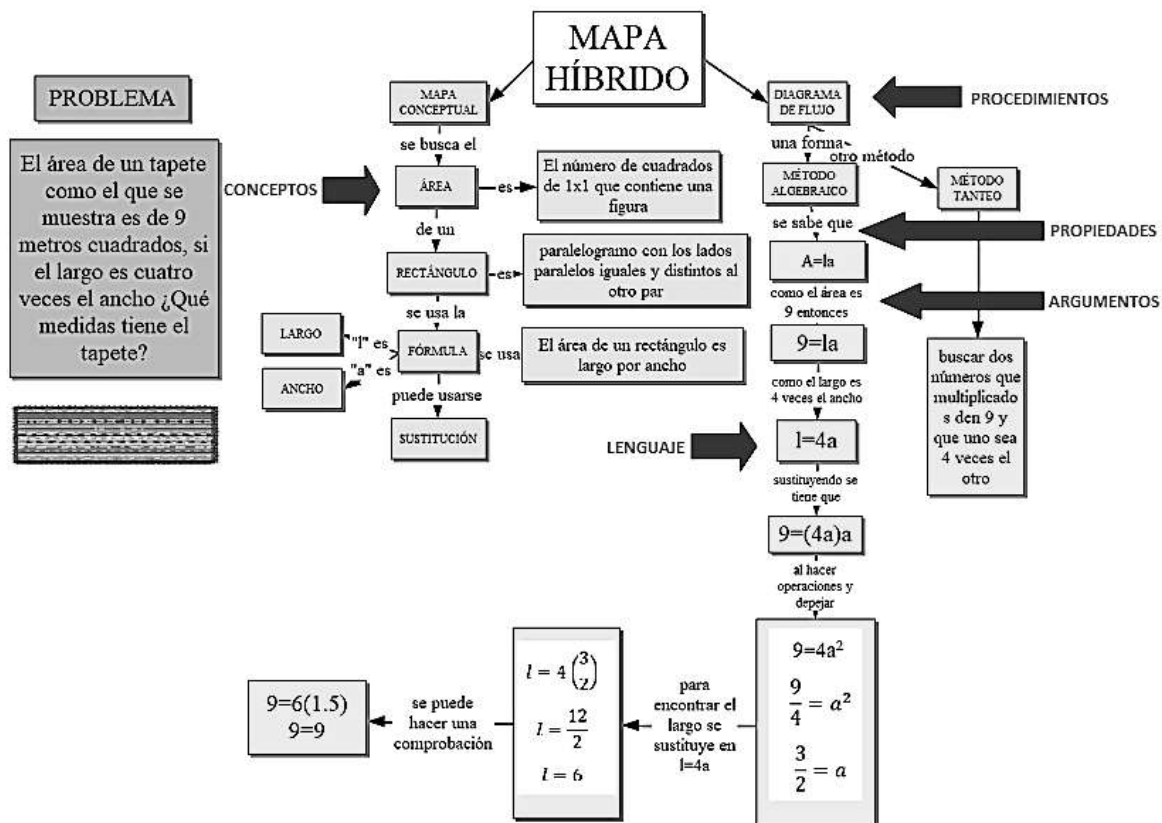 MAPA
HÍBRIDO
PROBLEMA
El área de un tapete
como el que se
muestra es de 9
metros cuadrados, si
el largo es cuatro
veces el ancho ¿Qué
medidas tiene el
tapete?
MAPA
CONCEPTUAL
se busca el
CONCEPTOS
ÁREA
es
El número de cuadrados
de 1x1 que contiene una
figura
de un
RECTÁNGULO
es
paralelogramo con los lados
paralelos iguales y distintos al
otro par
se usa la
LARGO
"l" es
FÓRMULA
se usa
El área de un rectángulo es
largo por ancho
ANCHO
"a" es
puede usarse
SUSTITUCIÓN
DIAGRAMA
DE FLUJO
PROCEDIMIENTOS
una forma
otro método
MÉTODO
ALGEBRAICO
MÉTODO
TANTEO
se sabe que
PROPIEDADES
A=la
como el área es
9 entonces
ARGUMENTOS
9=la
como el largo es
4 veces el ancho
buscar dos
números que
multiplicado
s den 9 y
que uno sea
4 veces el
otro
LENGUAJE
l=4a
sustituyendo se
tiene que
9=(4a)a
al hacer
operaciones y
depejar
9=4a²
9/4 = a²
3/2 = a
para
encontrar el
largo se
sustituye en
l=4a
l = 4(3/2)
l = 12/2
l = 6
se puede
hacer una
comprobación
9=6(1.5)
9=9